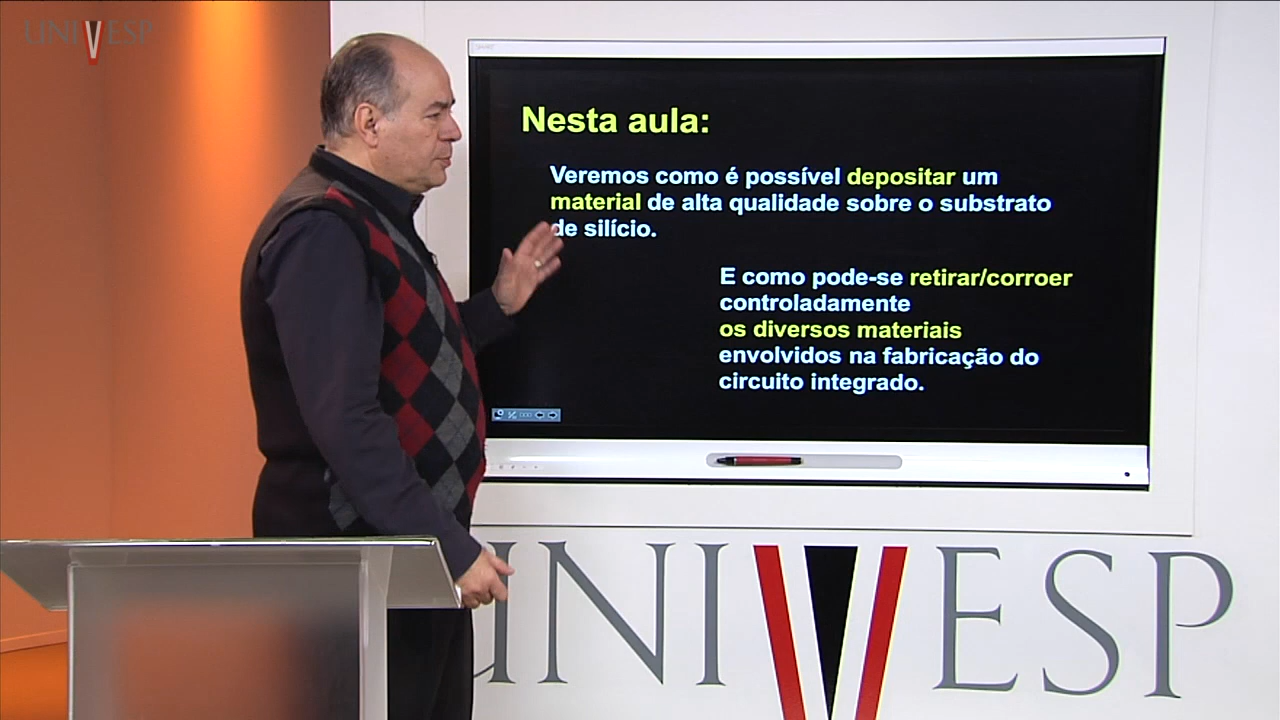 UNIVESP
SMART
Nesta aula:
Veremos como é possível depositar um
material de alta qualidade sobre o substrato
de silício.
E como pode-se retirar/corroer
controladamente
os diversos materiais
envolvidos na fabricação do
circuito integrado.
UNIVESP